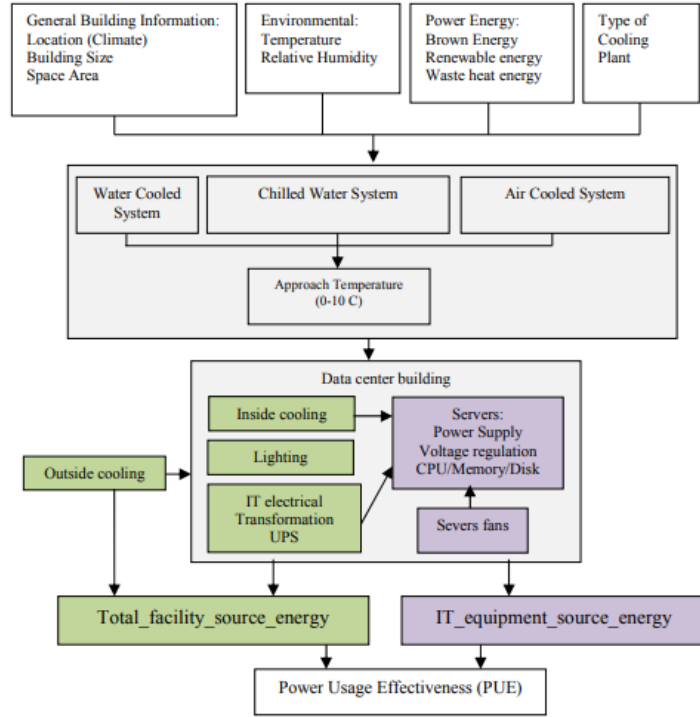 General Building Information:
Location (Climate)
Building Size
Space Area
Environmental:
Temperature
Relative Humidity
Power Energy:
Brown Energy
Renewable energy
Waste heat energy
Type of
Cooling
Plant
Water Cooled
System
Chilled Water System
Air Cooled System
Approach Temperature
(0-10 C)
Data center building
Inside cooling
Lighting
IT electrical
Transformation
UPS
Servers:
Power Supply
Voltage regulation
CPU/Memory/Disk
Severs fans
Outside cooling
Total_facility_source_energy
IT_equipment_source_energy
Power Usage Effectiveness (PUE)